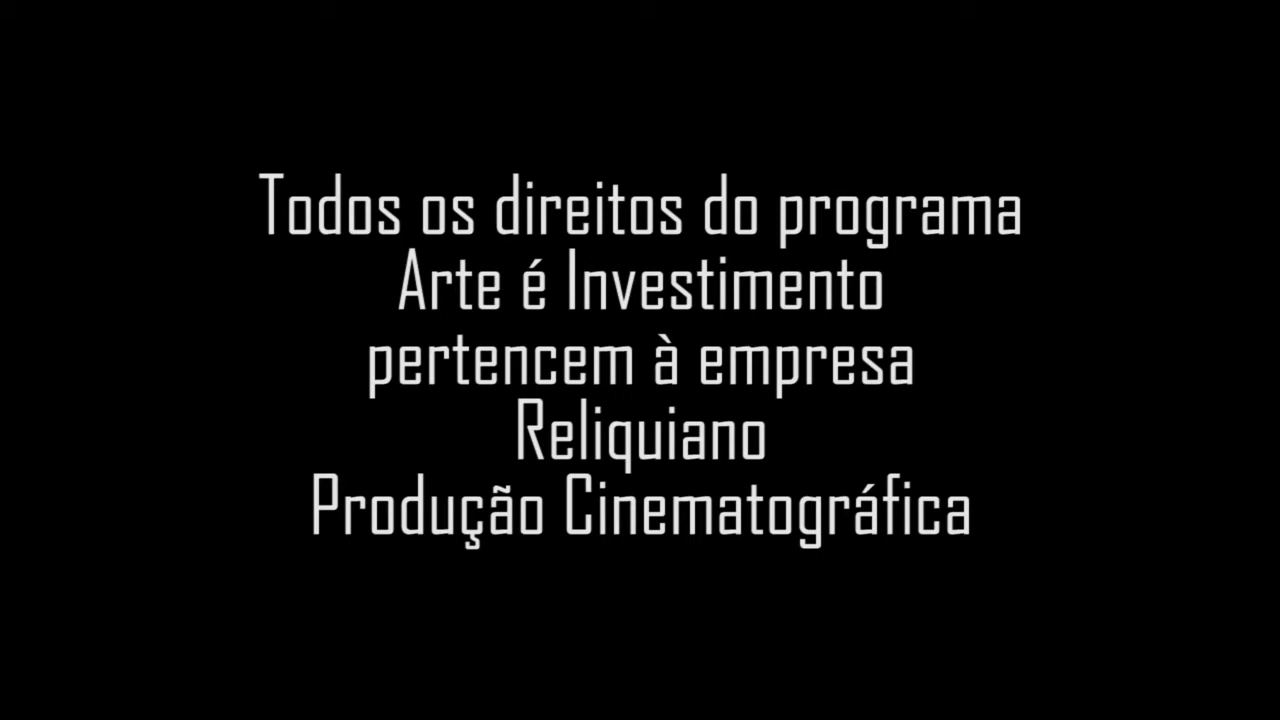 Todos os direitos do programa
Arte é Investimento
pertencem à empresa
Reliquiano
Produção Cinematográfica